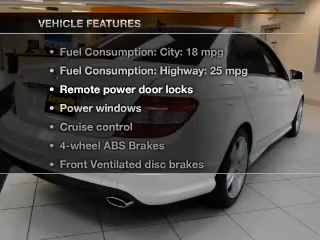 VEHICLE FEATURES
• Fuel Consumption: City: 18 mpg
• Fuel Consumption: Highway: 25 mpg
• Remote power door locks
• Power windows
• Cruise control
• 4-wheel ABS Brakes
• Front Ventilated disc brakes